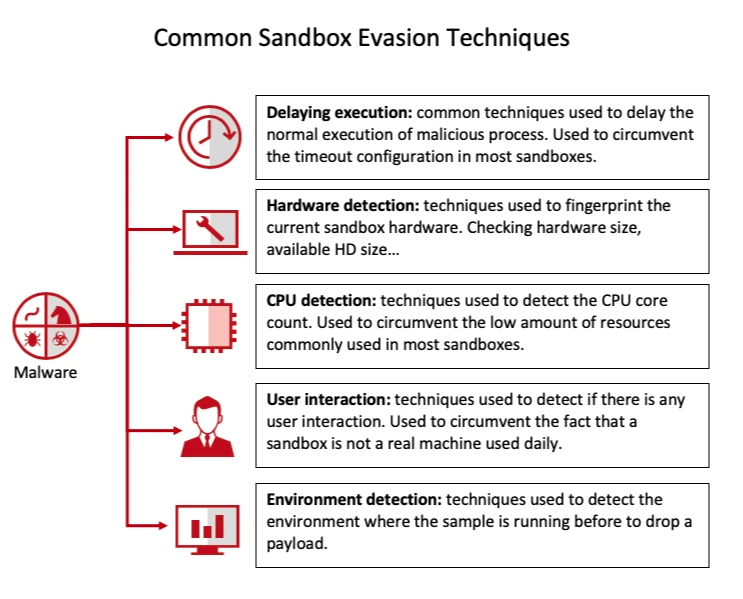 Common Sandbox Evasion Techniques
Delaying execution: common techniques used to delay the
normal execution of malicious process. Used to circumvent
the timeout configuration in most sandboxes.
Hardware detection: techniques used to fingerprint the
current sandbox hardware. Checking hardware size,
available HD size...
CPU detection: techniques used to detect the CPU core
count. Used to circumvent the low amount of resources
commonly used in most sandboxes.
Malware
User interaction: techniques used to detect if there is any
user interaction. Used to circumvent the fact that a
sandbox is not a real machine used daily.
Environment detection: techniques used to detect the
environment where the sample is running before to drop a
payload.